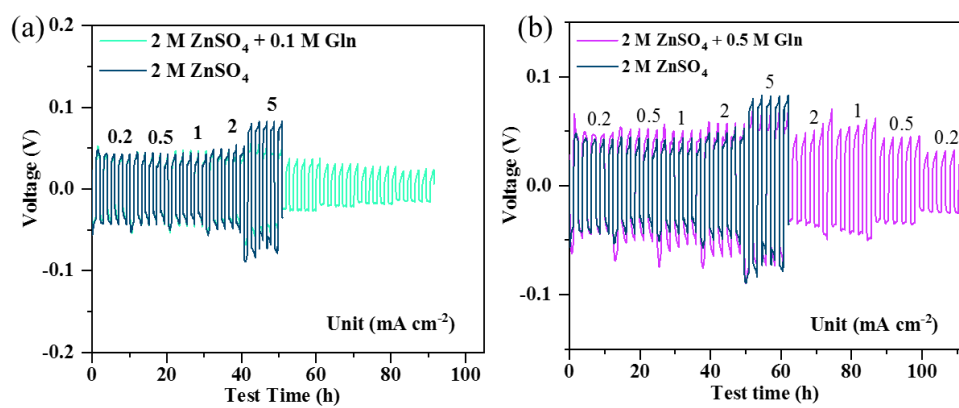 (a)
2 M ZnSO4 + 0.1 M Gln
2 M ZnSO4
0.2 0.5 1 2 5
Unit (mA cm-2)
Voltage (V)
0.2
0.1
0.0
-0.1
-0.2
0 20 40 60 80 100
Test Time (h)
(b)
2 M ZnSO4 + 0.5 M Gln
2 M ZnSO4
0.2 0.5 1 2 5 2 1 0.5 0.2
Unit (mA cm-2)
Voltage (V)
0.1
0.0
-0.1
0 20 40 60 80 100
Test time (h)